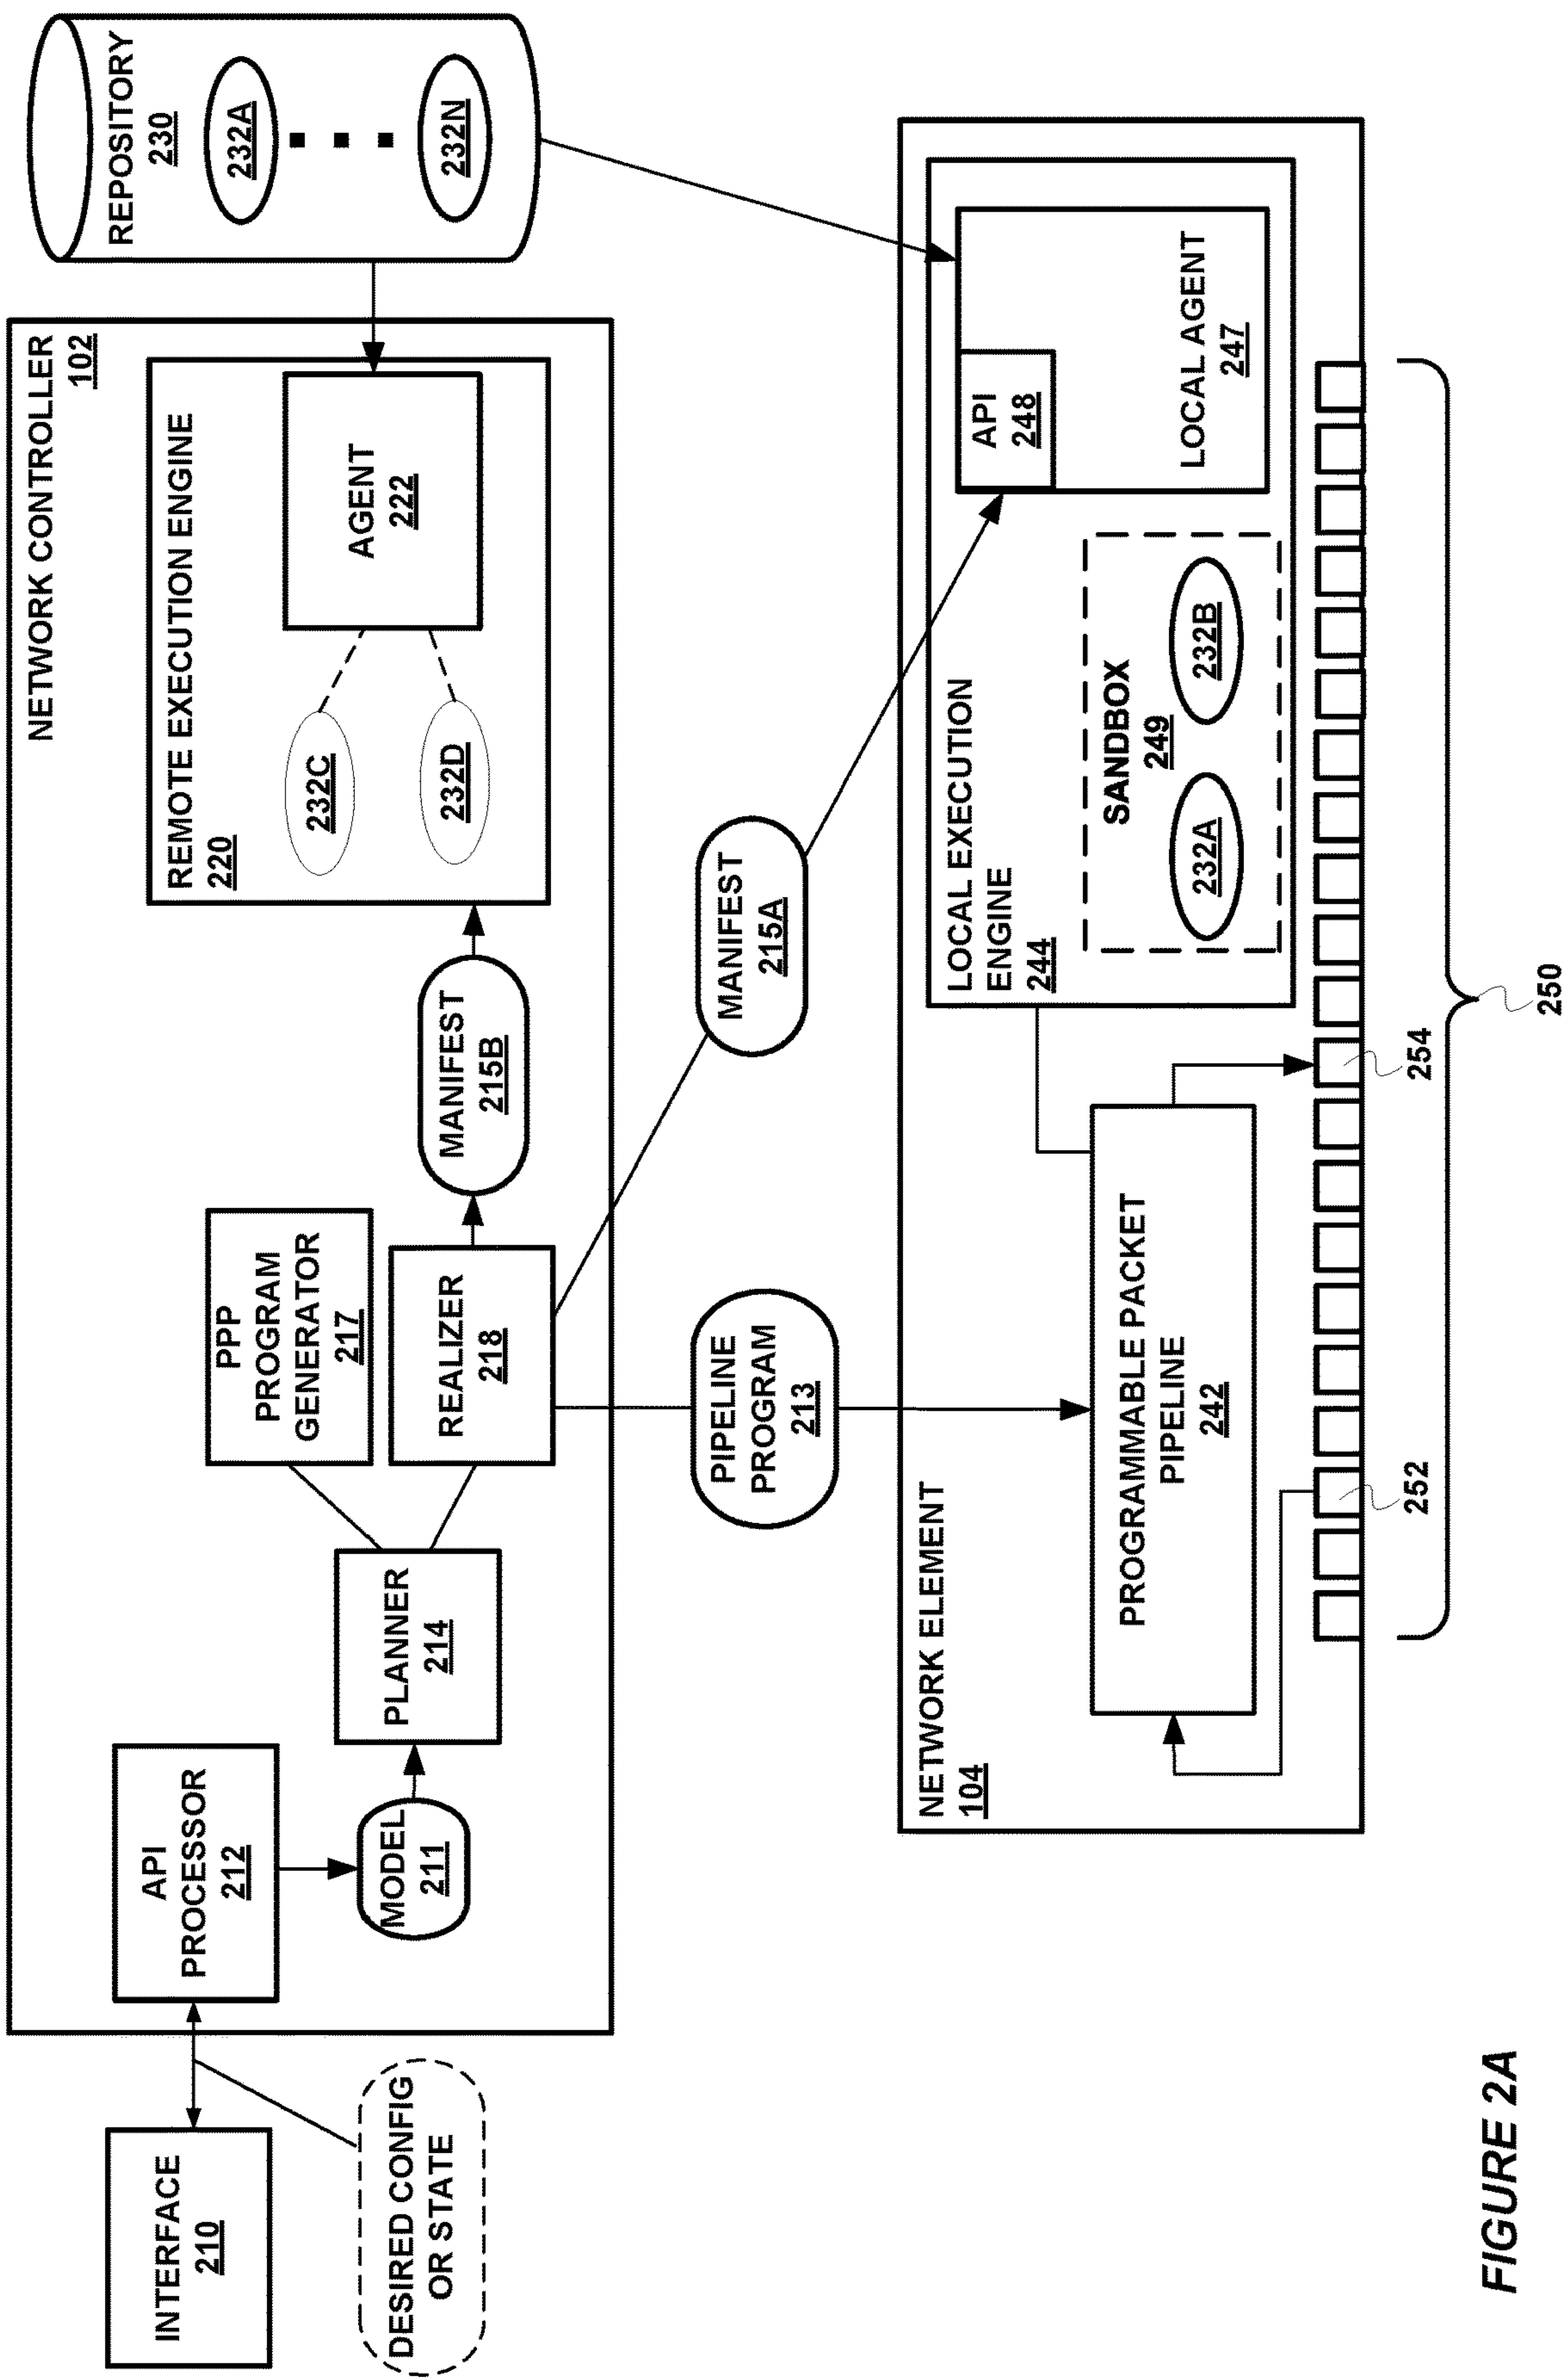 NETWORK CONTROLLER
102
INTERFACE
210
DESIRED CONFIG
OR STATE
API
PROCESSOR
212
MODEL
211
PLANNER
214
PPP
PROGRAM
GENERATOR
217
REALIZER
218
MANIFEST
215B
REMOTE EXECUTION ENGINE
220
232C
232D
AGENT
222
REPOSITORY
230
232A
232N
PIPELINE
PROGRAM
213
MANIFEST
215A
NETWORK ELEMENT
104
PROGRAMMABLE PACKET
PIPELINE
242
LOCAL EXECUTION
ENGINE
244
SANDBOX
249
232A
232B
API
248
LOCAL AGENT
247
252
254
250
FIGURE 2A